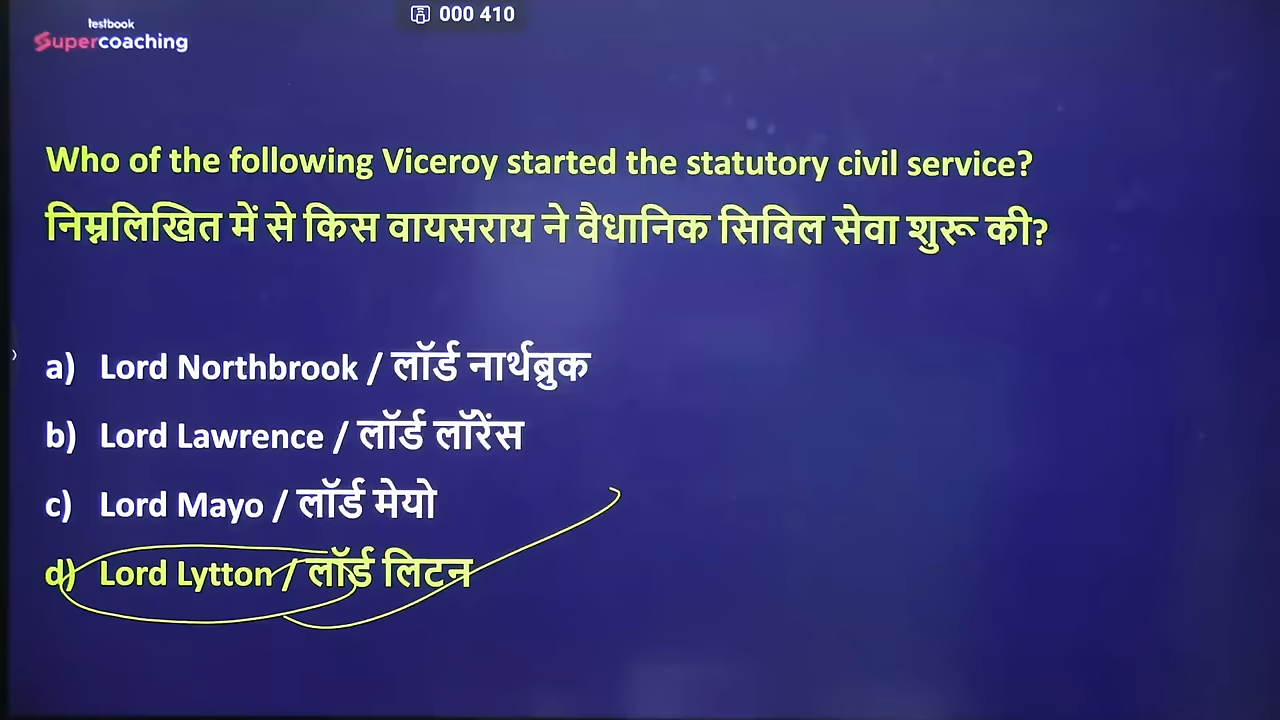 testbook
Supercoaching
000 410
Who of the following Viceroy started the statutory civil service?
निम्नलिखित में से किस वायसराय ने वैधानिक सिविल सेवा शुरू की?
a) Lord Northbrook / लॉर्ड नार्थब्रुक
b) Lord Lawrence / लॉर्ड लॉरेंस
c) Lord Mayo / लॉर्ड मेयो
d) Lord Lytton / लॉर्ड लिटन